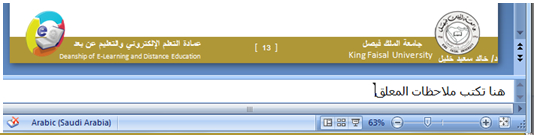 عمادة التعلم الإلكتروني والتعليم عن بعد
Deanship of E-Learning and Distance Education
[ 13 ]
جامعة الملك فيصل
King Faisal University
د/ خالد سعيد خليل
هنا تكتب ملاحظات المعلق
Arabic (Saudi Arabia)
63%